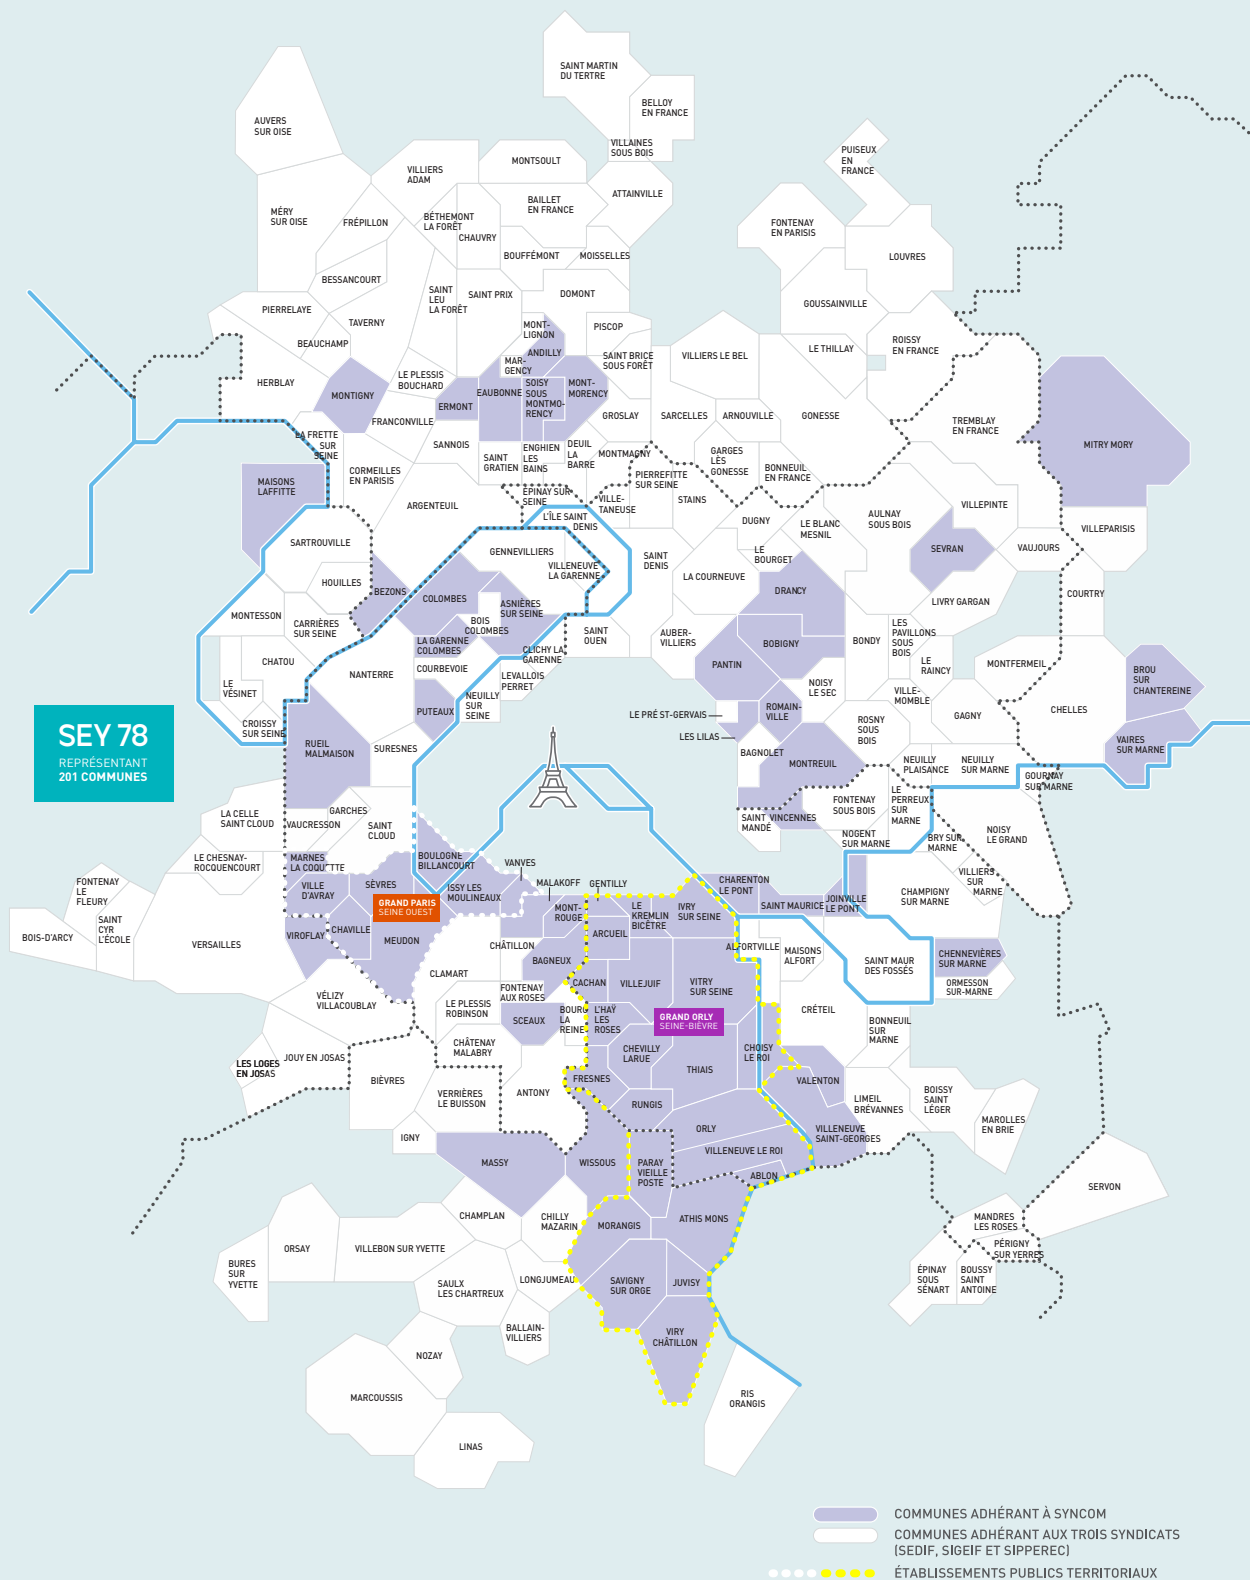 SAINT MARTIN
DU TERTRE
BELLOY
EN FRANCE
AUVERS
SUR OISE
VILLAINES
SOUS BOIS
PUISEUX
EN
FRANCE
MONTSOULT
VILLIERS
ADAM
ATTAINVILLE
BAILLET
EN FRANCE
MÉRY
SUR OISE
FRÉPILLON
BÉTHEMONT
LA FORÊT
CHAUVRY
FONTENAY
EN PARISIS
BOUFFÉMONT
MOISSELLES
LOUVRES
BESSANCOURT
SAINT
LEU
LA FORÊT
SAINT PRIX
DOMONT
GOUSSAINVILLE
PIERRELAYE
TAVERNY
MONT-
LIGNON
PISCOP
BEAUCHAMP
ANDILLY
ROISSY
EN FRANCE
LE THILLAY
MAR-
GENCY
SAINT BRICE
SOUS FORÊT
VILLIERS LE BEL
HERBLAY
LE PLESSIS
BOUCHARD
MONTIGNY
EAUBONNE
SOISY
SOUS
MONTMO-
RENCY
MONT-
MORENCY
ERMONT
GROSLAY
SARCELLES
ARNOUVILLE
GONESSE
TREMBLAY
EN FRANCE
MITRY MORY
FRANCONVILLE
LA FRETTE
SUR
SEINE
SANNOIS
SAINT
GRATIEN
ENGHIEN
LES
BAINS
DEUIL
LA
BARRE
MONTMAGNY
GARGES
LÈS
GONESSE
BONNEUIL
EN FRANCE
CORMEILLES
EN PARISIS
PIERREFITTE
SUR SEINE
MAISONS
LAFFITTE
ARGENTEUIL
ÉPINAY SUR
SEINE
VILLE-
TANEUSE
STAINS
L'ÎLE SAINT
DENIS
DUGNY
LE BLANC
MESNIL
AULNAY
SOUS BOIS
VILLEPINTE
VILLEPARISIS
SARTROUVILLE
GENNEVILLIERS
VILLENEUVE
LA GARENNE
SAINT
DENIS
LE
BOURGET
SEVRAN
VAUJOURS
LA COURNEUVE
HOUILLES
BEZONS
COLOMBES
ASNIÈRES
SUR SEINE
DRANCY
LIVRY GARGAN
COURTRY
MONTESSON
CARRIÈRES
SUR SEINE
BOIS
COLOMBES
LA GARENNE
COLOMBES
SAINT
OUEN
AUBER-
VILLIERS
BOBIGNY
BONDY
LES
PAVILLONS
SOUS
BOIS
CHATOU
NANTERRE
COURBEVOIE
CLICHY LA
GARENNE
LEVALLOIS
PERRET
PANTIN
LE
RAINCY
MONTFERMEIL
BROU
SUR
CHANTEREINE
LE
VÉSINET
NOISY
LE SEC
VILLE-
MOMBLE
PUTEAUX
NEUILLY
SUR
SEINE
LE PRÉ ST-GERVAIS
ROMAIN-
VILLE
GAGNY
CHELLES
CROISSY
SUR SEINE
LES LILAS
ROSNY
SOUS
BOIS
SEY 78
REPRÉSENTANT
201 COMMUNES
RUEIL
MALMAISON
SURESNES
BAGNOLET
MONTREUIL
NEUILLY
PLAISANCE
NEUILLY
SUR MARNE
VAIRES
SUR MARNE
GOURNAY
SUR MARNE
LA CELLE
SAINT CLOUD
GARCHES
VAUCRESSON
SAINT
CLOUD
FONTENAY
SOUS BOIS
LE
PERREUX
SUR
MARNE
SAINT
MANDÉ
VINCENNES
NOGENT
SUR MARNE
BRY SUR
MARNE
NOISY
LE GRAND
LE CHESNAY-
ROCQUENCOURT
MARNES
LA COQUETTE
BOULOGNE
BILLANCOURT
VANVES
VILLIERS
SUR
MARNE
FONTENAY
LE
FLEURY
VILLE
D'AVRAY
SÈVRES
ISSY LES
MOULINEAUX
MALAKOFF
GENTILLY
CHARENTON
LE PONT
SAINT MAURICE
JOINVILLE
LE PONT
CHAMPIGNY
SUR MARNE
GRAND PARIS
SEINE OUEST
MONT-
ROUGE
LE
KREMLIN
BICÊTRE
IVRY
SUR SEINE
SAINT
CYR
L'ÉCOLE
BOIS-D'ARCY
VERSAILLES
VIROFLAY
CHAVILLE
MEUDON
CHÂTILLON
ARCUEIL
ALFORTVILLE
MAISONS
ALFORT
SAINT MAUR
DES FOSSÉS
CHENNEVIÈRES
SUR MARNE
BAGNEUX
CLAMART
CACHAN
VILLEJUIF
VITRY
SUR SEINE
ORMESSON
SUR-MARNE
VÉLIZY
VILLACOUBLAY
FONTENAY
AUX ROSES
LE PLESSIS
ROBINSON
SCEAUX
BOURG
LA
REINE
L'HAY
LES
ROSES
GRAND ORLY
SEINE-BIÈVRE
CRÉTEIL
BONNEUIL
SUR
MARNE
CHÂTENAY
MALABRY
CHEVILLY
LARUE
CHOISY
LE ROI
LES LOGES
EN JOSAS
JOUY EN JOSAS
BIÈVRES
THIAIS
FRESNES
VALENTON
VERRIÈRES
LE BUISSON
ANTONY
RUNGIS
LIMEIL
BRÉVANNES
BOISSY
SAINT
LÉGER
MAROLLES
EN BRIE
IGNY
ORLY
VILLENEUVE
SAINT-GEORGES
VILLENEUVE LE ROI
MASSY
WISSOUS
PARAY
VIEILLE
POSTE
ABLON
SERVON
CHAMPLAN
CHILLY
MAZARIN
MORANGIS
ATHIS MONS
MANDRES
LES ROSES
ORSAY
VILLEBON SUR YVETTE
PÉRIGNY
SUR YERRES
BURES
SUR
YVETTE
SAULX
LES CHARTREUX
LONGJUMEAU
SAVIGNY
SUR ORGE
JUVISY
ÉPINAY
SOUS
SÉNART
BOUSSY
SAINT
ANTOINE
BALLAIN-
VILLIERS
VIRY
CHÂTILLON
NOZAY
MARCOUSSIS
RIS
ORANGIS
LINAS
COMMUNES ADHÉRANT À SYNCOM
COMMUNES ADHÉRANT AUX TROIS SYNDICATS
(SEDIF, SIGEIF ET SIPPEREC)
ÉTABLISSEMENTS PUBLICS TERRITORIAUX